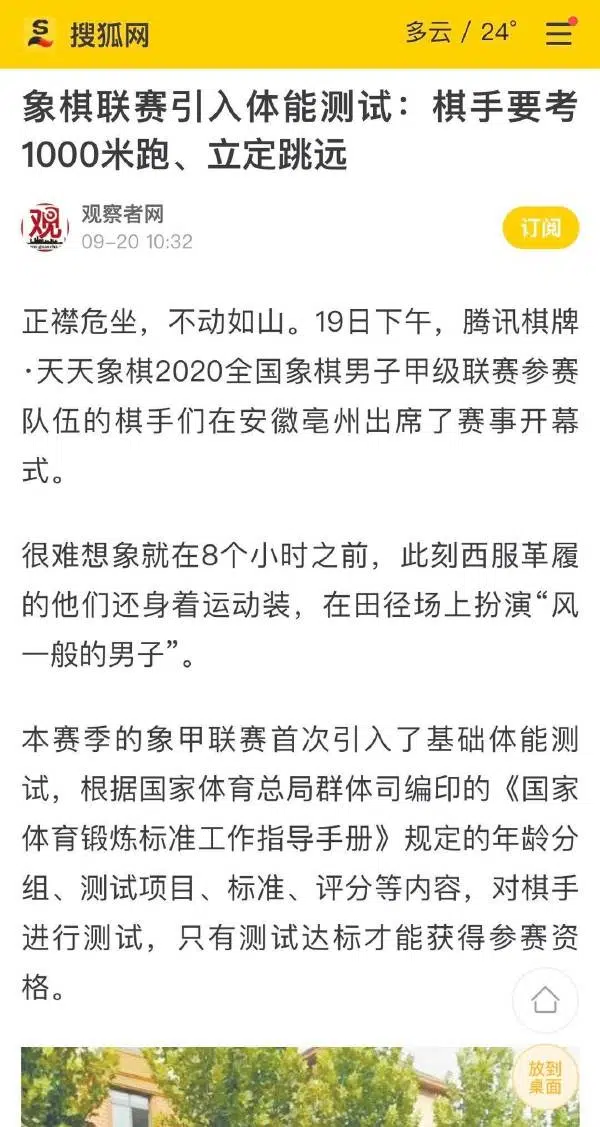 搜狐网
多云 / 24°
象棋联赛引入体能测试：棋手要考
1000米跑、立定跳远
观
观察者网
09-20 10:32
订阅
正襟危坐，不动如山。19日下午，腾讯棋牌
·天天象棋2020全国象棋男子甲级联赛参赛
队伍的棋手们在安徽亳州出席了赛事开幕
式。
很难想象就在8个小时之前，此刻西服革履
的他们还身着运动装，在田径场上扮演“风
一般的男子”。
本赛季的象甲联赛首次引入了基础体能测
试，根据国家体育总局群体司编印的《国家
体育锻炼标准工作指导手册》规定的年龄分
组、测试项目、标准、评分等内容，对棋手
进行测试，只有测试达标才能获得参赛资
格。
放到
桌面